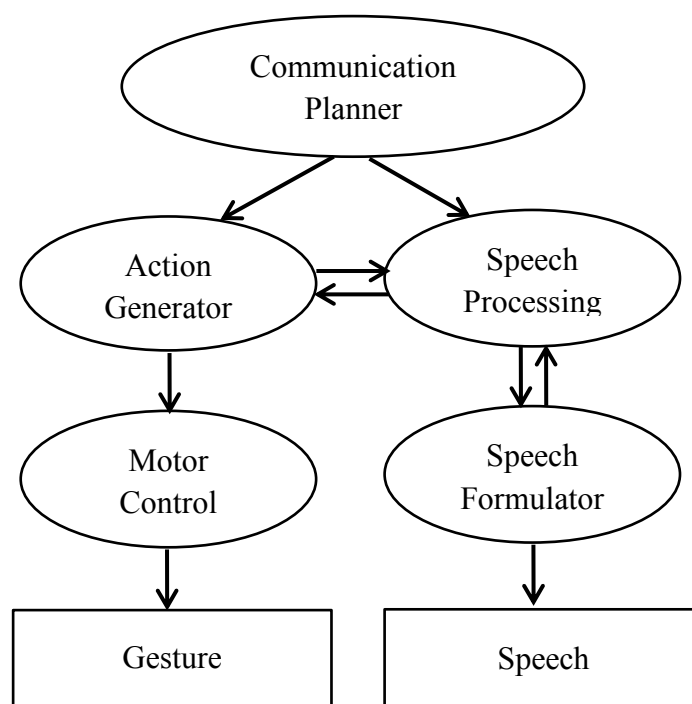 Communication
Planner
Action
Generator
Speech
Processing
Motor
Control
Speech
Formulator
Gesture
Speech